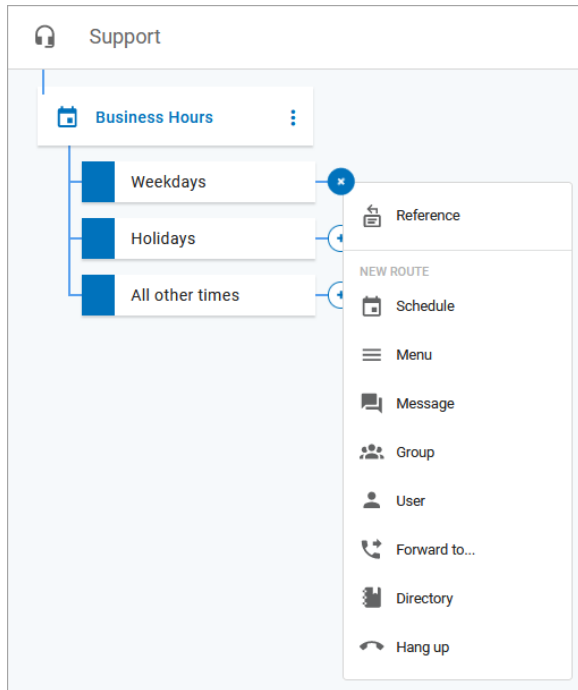 Support
Business Hours
Weekdays
Holidays
All other times
Reference
NEW ROUTE
Schedule
Menu
Message
Group
User
Forward to...
Directory
Hang up